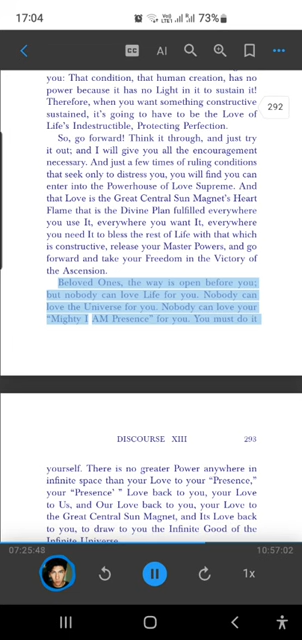 17:04
73%
CC
AI
292
you: That condition, that human creation, has no
power because it has no Light in it to sustain it!
Therefore, when you want something constructive
sustained, it's going to have to be the Love of
Life's Indestructible, Protecting Perfection.
So, go forward! Think it through, and just try
it out; and I will give you all the encouragement
necessary. And just a few times of ruling conditions
that seek only to distress you, you will find you can
enter into the Powerhouse of Love Supreme. And
that Love is the Great Central Sun Magnet's Heart
Flame that is the Divine Plan fulfilled everywhere
you use It, everywhere you want It, everywhere
you need It to bless the rest of Life with that which
is constructive, release your Master Powers, and go
forward and take your Freedom in the Victory of
the Ascension.
Beloved Ones, the way is open before you;
but nobody can love Life for you. Nobody can
love the Universe for you. Nobody can love your
"Mighty I AM Presence" for you. You must do it
DISCOURSE XIII 293
yourself. There is no greater Power anywhere in
infinite space than your Love to your "Presence,"
your "Presence' " Love back to you, your Love
to Us, and Our Love back to you, your Love to
the Great Central Sun Magnet, and Its Love back
to you, to draw to you the Infinite Good of the
Infinite Universe.
07:25:48 10:57:02
1x